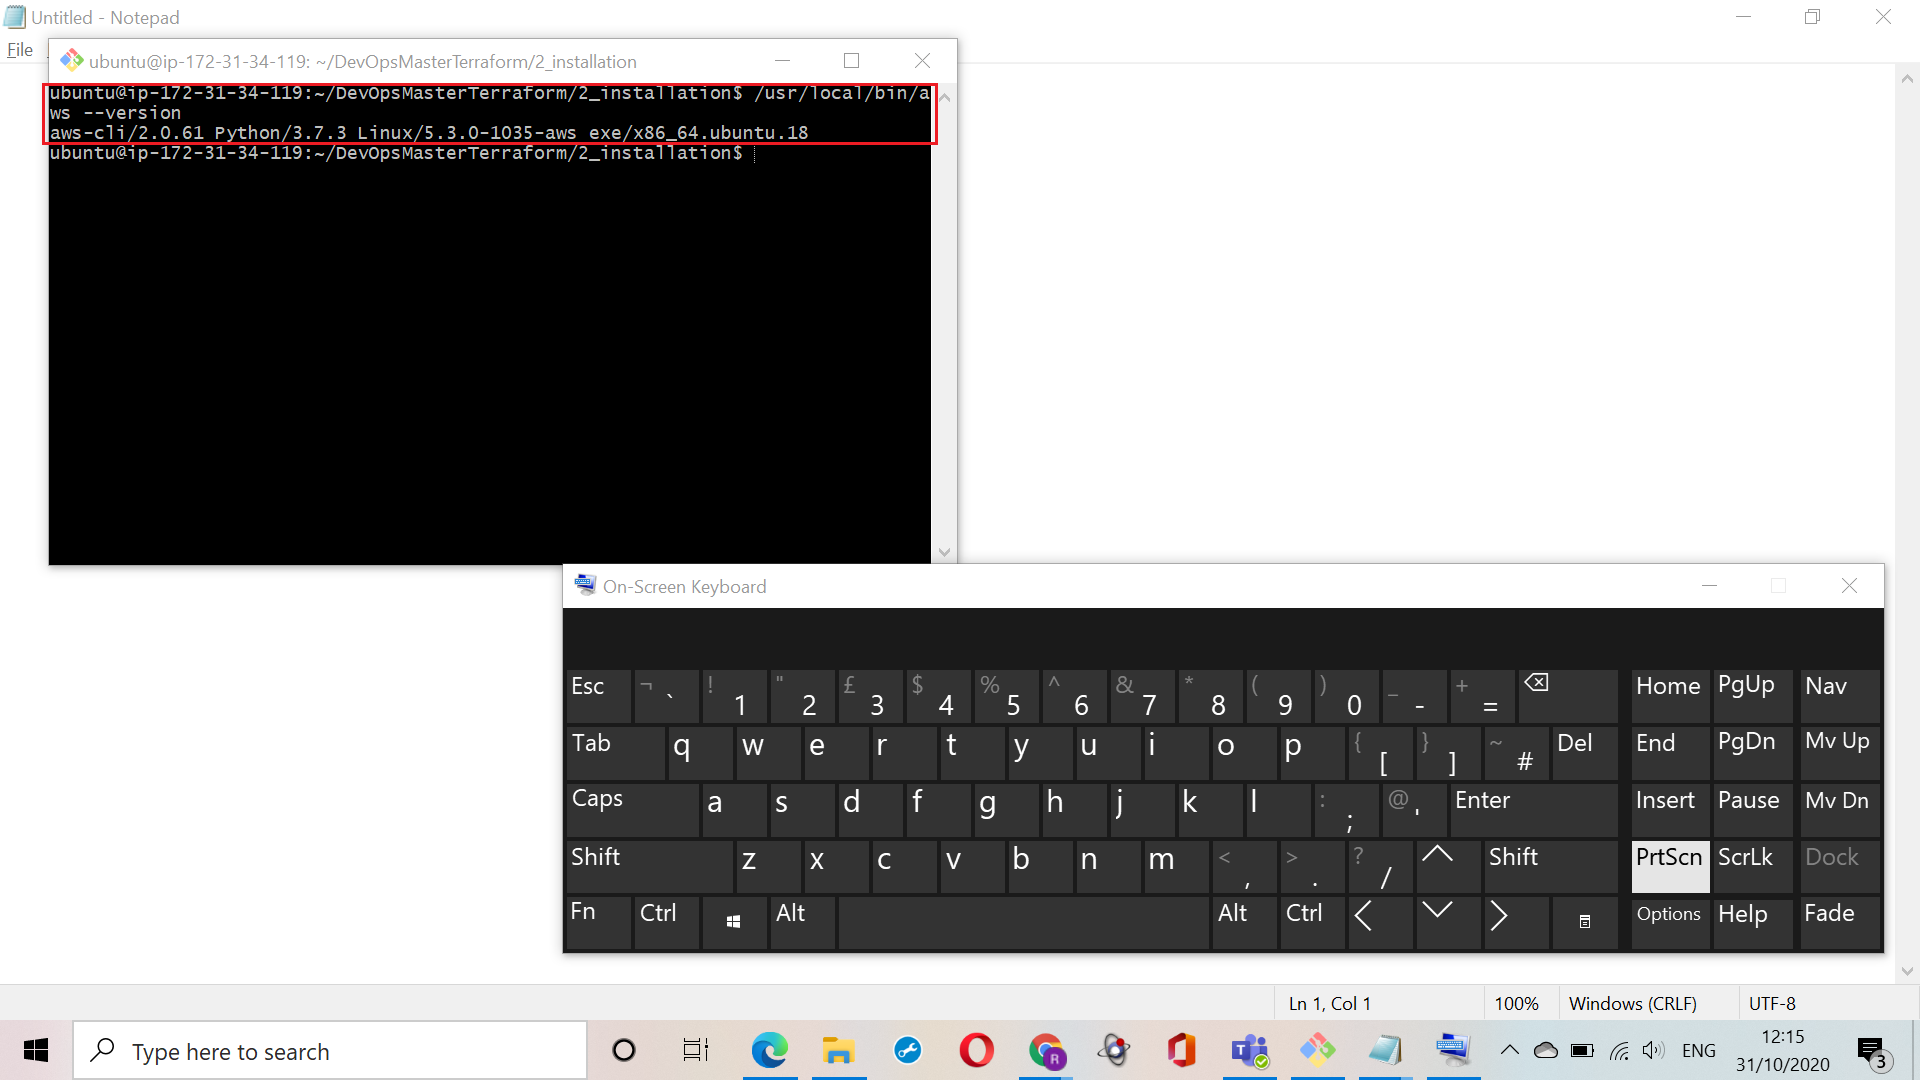 Untitled - Notepad
File
ubuntu@ip-172-31-34-119: ~/DevOpsMasterTerraform/2_installation
ubuntu@ip-172-31-34-119:~/DevOpsMasterTerraform/2_installation$ /usr/local/bin/a
ws --version
aws-cli/2.0.61 Python/3.7.3 Linux/5.3.0-1035-aws exe/x86_64.ubuntu.18
ubuntu@ip-172-31-34-119:~/DevOpsMasterTerraform/2_installation$
On-Screen Keyboard
Esc ¬ ` ! 1 " 2 £ 3 $ 4 % 5 ^ 6 & 7 * 8 ( 9 ) 0 _ - + = Home PgUp Nav
Tab q w e r t y u i o p { [ } ] ~ # Del End PgDn Mv Up
Caps a s d f g h j k l : ; @ ' Enter Insert Pause Mv Dn
Shift z x c v b n m < , > . ? / Shift PrtScn ScrLk Dock
Fn Ctrl Alt Alt Ctrl Options Help Fade
Ln 1, Col 1 100% Windows (CRLF) UTF-8
Type here to search
R
ENG
12:15
31/10/2020
3